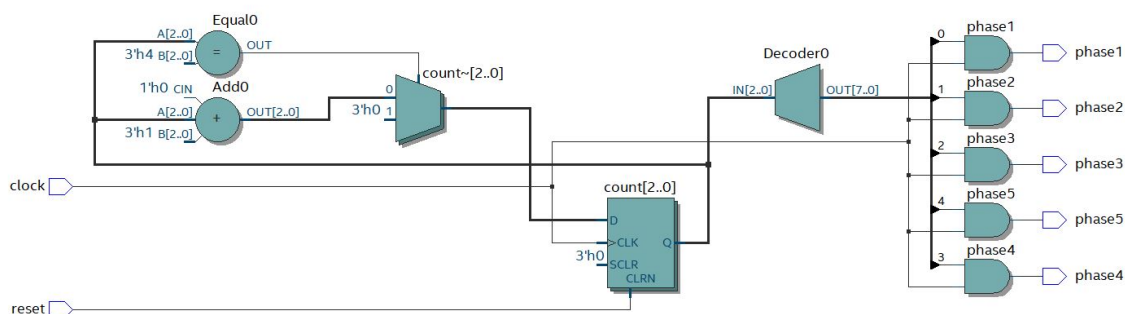 Equal0
A[2..0]
3'h4 B[2..0]
=
OUT
1'h0 CIN
Add0
A[2..0]
3'h1 B[2..0]
+
OUT[2..0]
count~[2..0]
0
3'h0 1
Decoder0
IN[2..0]
OUT[7..0]
clock
count[2..0]
D
>CLK
Q
3'h0 SCLR
CLRN
reset
phase1
0
phase1
phase2
1
phase2
phase3
2
phase3
phase5
4
phase5
phase4
3
phase4